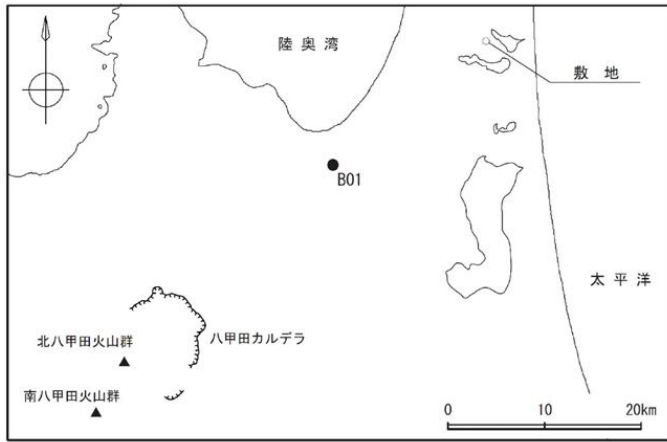 陸奥湾
敷地
B01
太平洋
八甲田カルデラ
北八甲田火山群
南八甲田火山群
0 10 20km